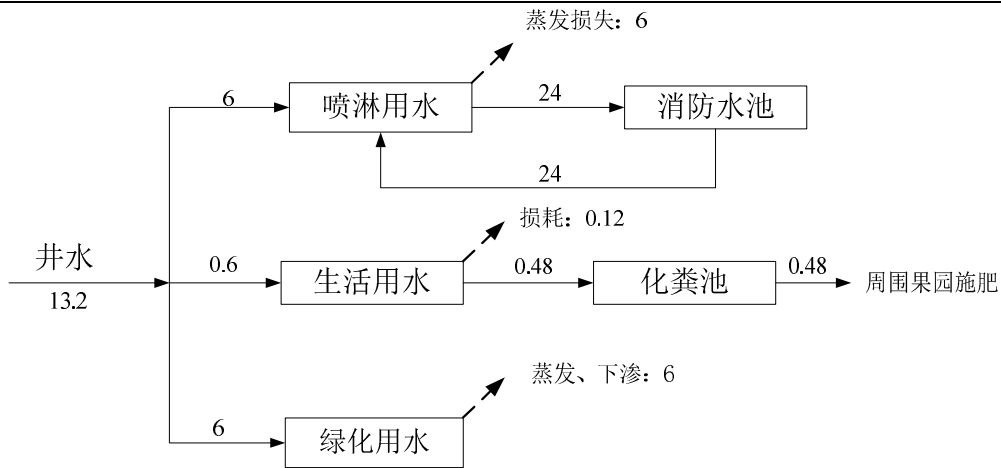 蒸发损失：6
6
喷淋用水
24
消防水池
24
损耗：0.12
井水
13.2
0.6
生活用水
0.48
化粪池
0.48
周围果园施肥
蒸发、下渗：6
6
绿化用水